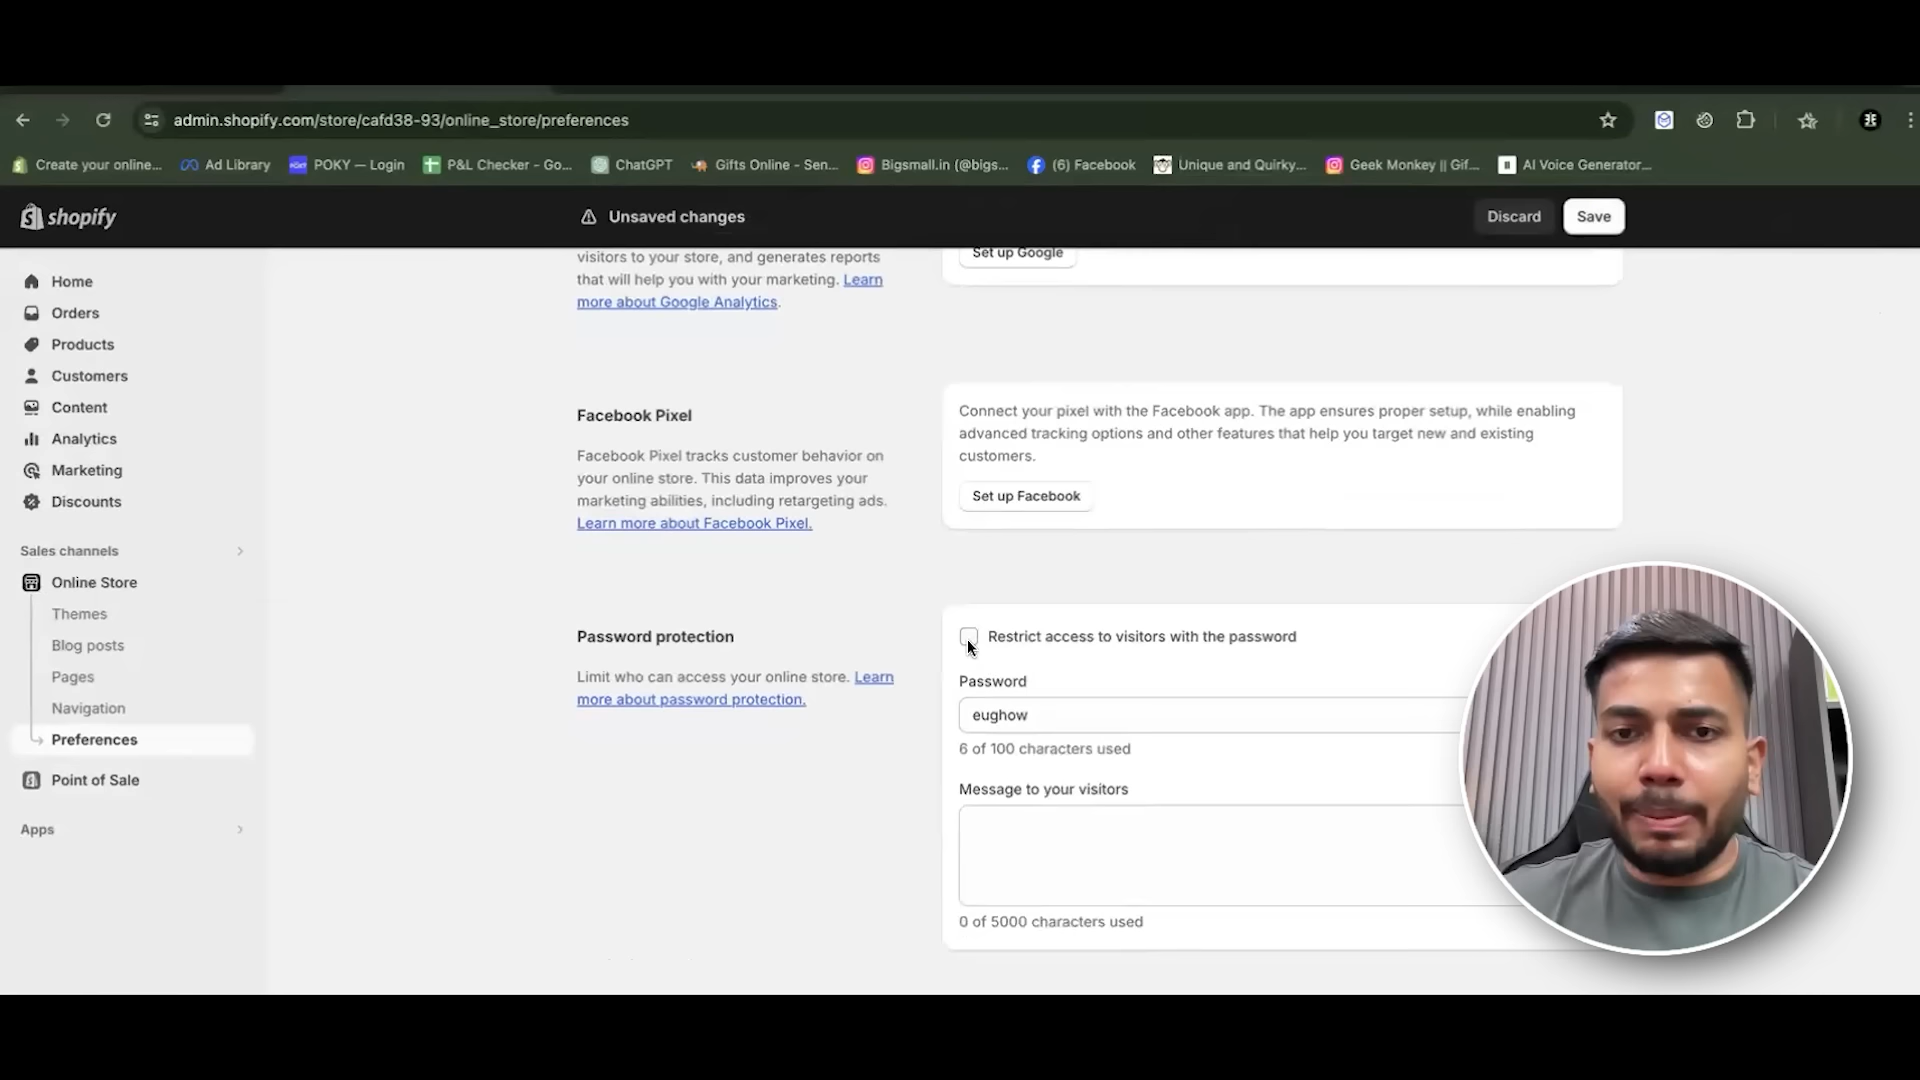 admin.shopify.com/store/cafd38-93/online_store/preferences
Create your online...
Ad Library
POKY — Login
P&L Checker - Go...
ChatGPT
Gifts Online - Sen...
Bigsmall.in (@bigs...
(6) Facebook
Unique and Quirky...
Geek Monkey || Gif...
AI Voice Generator...
shopify
Unsaved changes
Discard
Save
Home
Orders
Products
Customers
Content
Analytics
Marketing
Discounts
Sales channels
Online Store
Themes
Blog posts
Pages
Navigation
Preferences
Point of Sale
Apps
visitors to your store, and generates reports
that will help you with your marketing. Learn
more about Google Analytics.
Set up Google
Facebook Pixel
Facebook Pixel tracks customer behavior on
your online store. This data improves your
marketing abilities, including retargeting ads.
Learn more about Facebook Pixel.
Connect your pixel with the Facebook app. The app ensures proper setup, while enabling
advanced tracking options and other features that help you target new and existing
customers.
Set up Facebook
Password protection
Limit who can access your online store. Learn
more about password protection.
Restrict access to visitors with the password
Password
eughow
6 of 100 characters used
Message to your visitors
0 of 5000 characters used